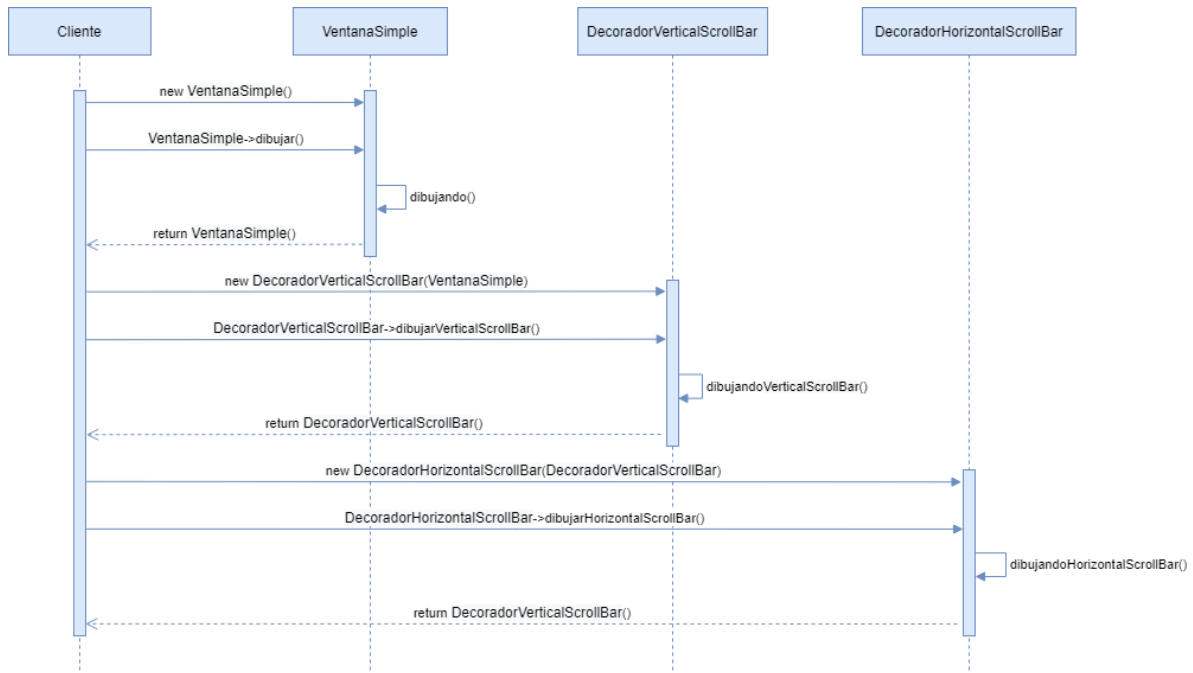 Cliente
VentanaSimple
DecoradorVerticalScrollBar
DecoradorHorizontalScrollBar
new VentanaSimple()
VentanaSimple->dibujar()
dibujando()
return VentanaSimple()
new DecoradorVerticalScrollBar(VentanaSimple)
DecoradorVerticalScrollBar->dibujarVerticalScrollBar()
dibujandoVerticalScrollBar()
return DecoradorVerticalScrollBar()
new DecoradorHorizontalScrollBar(DecoradorVerticalScrollBar)
DecoradorHorizontalScrollBar->dibujarHorizontalScrollBar()
dibujandoHorizontalScrollBar()
return DecoradorVerticalScrollBar()